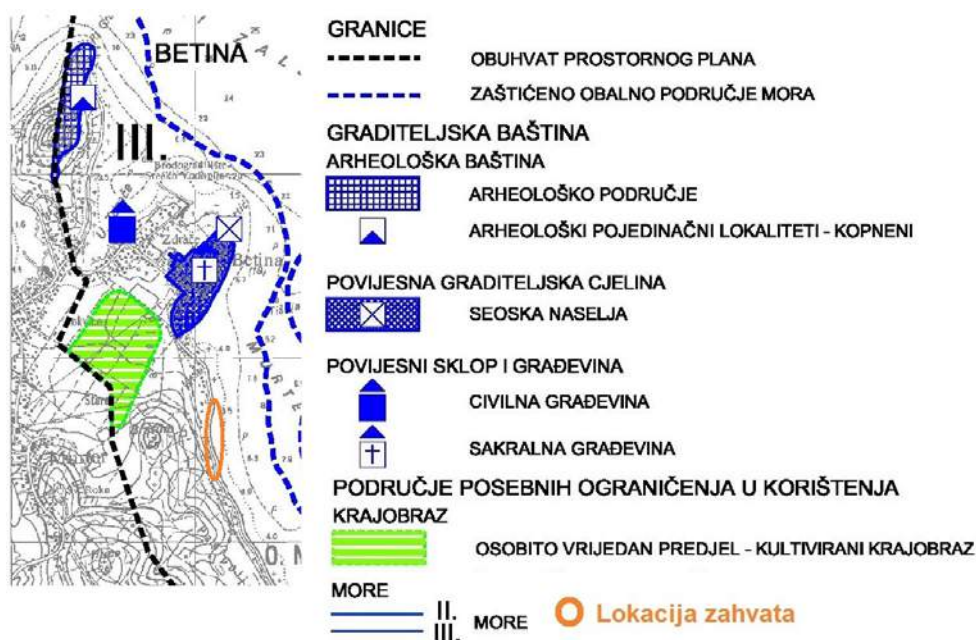 BETINA
III.
Zdrače
Betina
GRANICE
OBUHVAT PROSTORNOG PLANA
ZAŠTIĆENO OBALNO PODRUČJE MORA
GRADITELJSKA BAŠTINA
ARHEOLOŠKA BAŠTINA
ARHEOLOŠKO PODRUČJE
ARHEOLOŠKI POJEDINAČNI LOKALITETI - KOPNENI
POVIJESNA GRADITELJSKA CJELINA
SEOSKA NASELJA
POVIJESNI SKLOP I GRAĐEVINA
CIVILNA GRAĐEVINA
SAKRALNA GRAĐEVINA
PODRUČJE POSEBNIH OGRANIČENJA U KORIŠTENJA
KRAJOBRAZ
OSOBITO VRIJEDAN PREDJEL - KULTIVIRANI KRAJOBRAZ
MORE
II.
III.
MORE
Lokacija zahvata